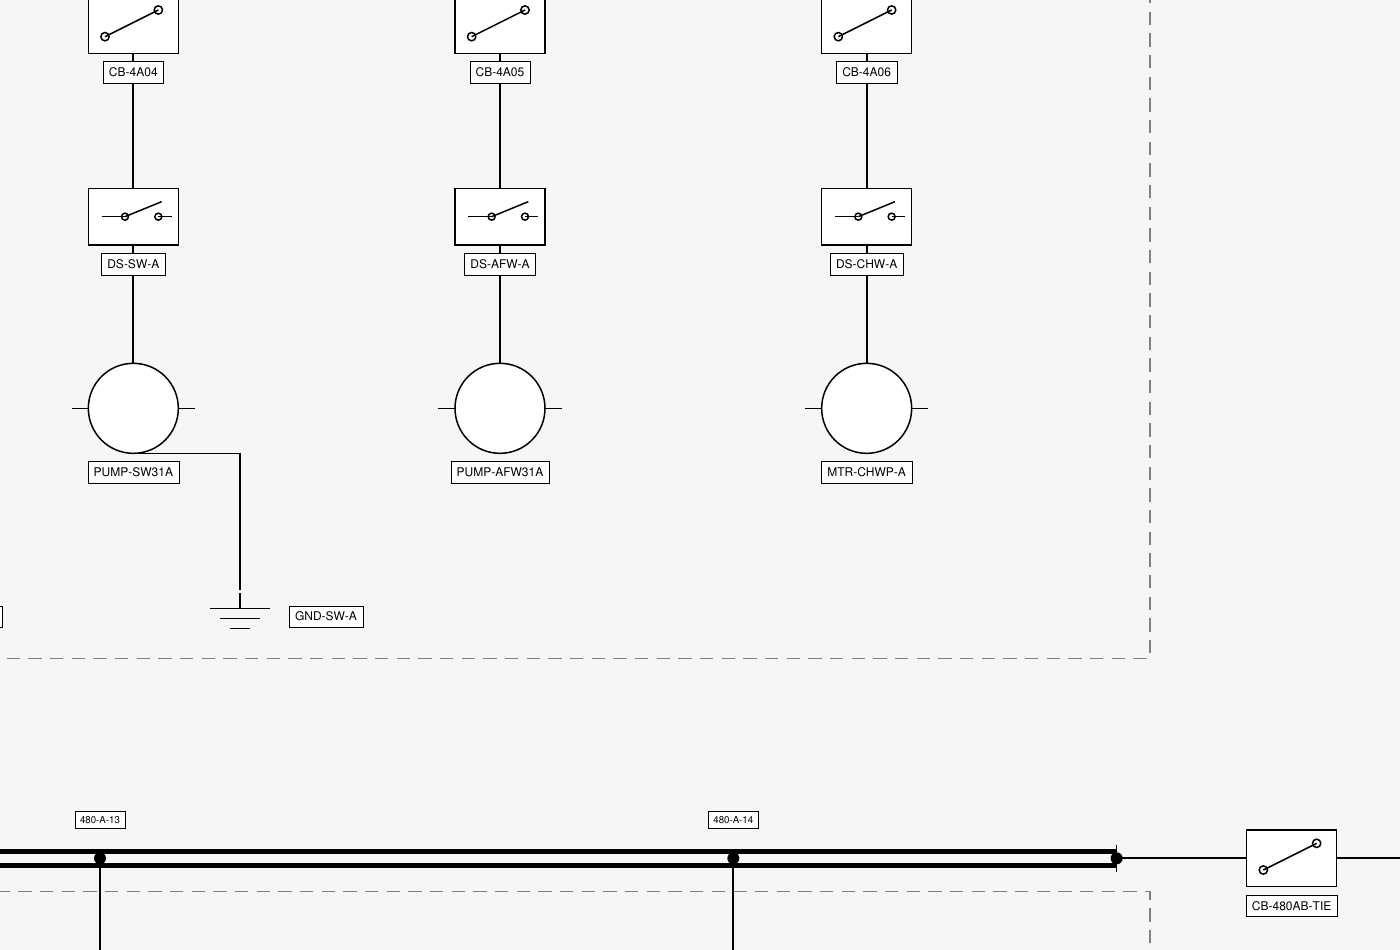 CB-4A04
CB-4A05
CB-4A06
DS-SW-A
DS-AFW-A
DS-CHW-A
PUMP-SW31A
PUMP-AFW31A
MTR-CHWP-A
GND-SW-A
480-A-13
480-A-14
CB-480AB-TIE